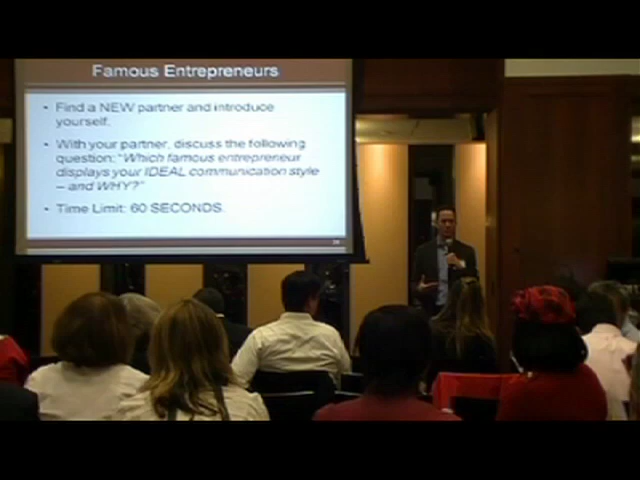 Famous Entrepreneurs
• Find a NEW partner and introduce
yourself.
• With your partner, discuss the following
question: "Which famous entrepreneur
displays your IDEAL communication style
– and WHY?"
• Time Limit: 60 SECONDS.